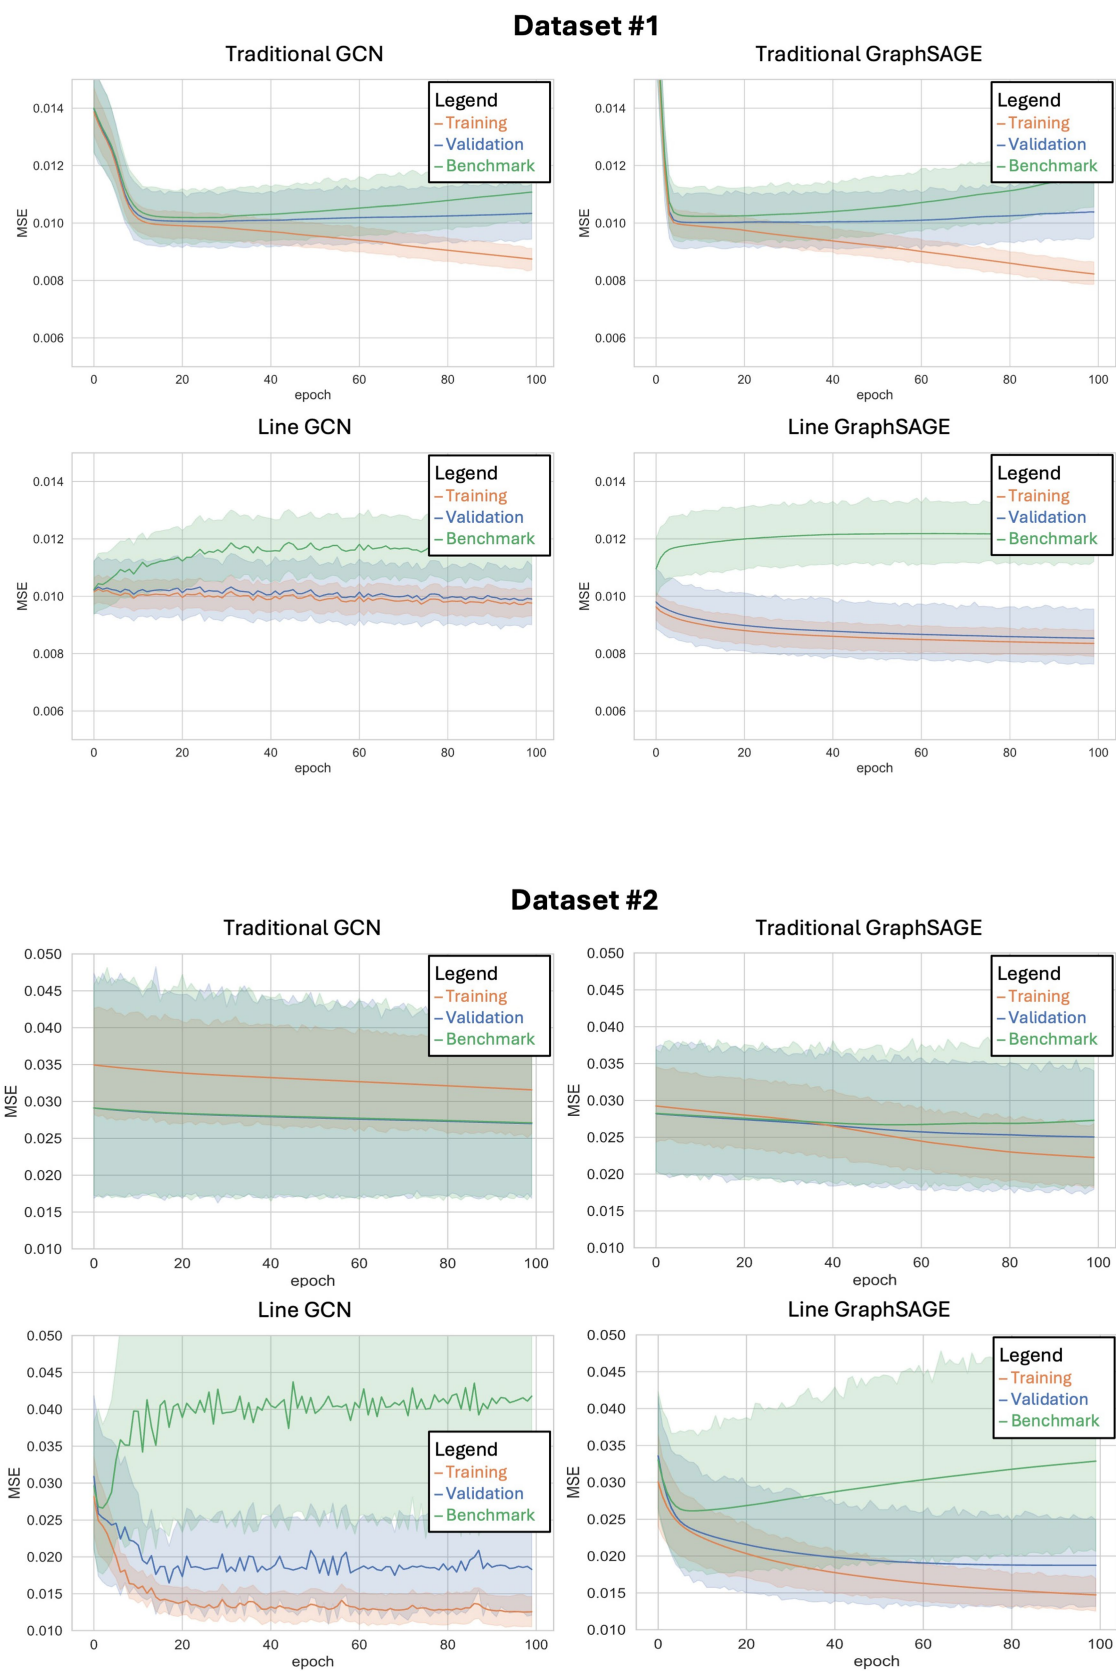 Dataset #1
Traditional GCN
0.014
0.012
0.010
0.008
0.006
MSE
0 20 40 60 80 100
epoch
Legend
Training
Validation
Benchmark
Traditional GraphSAGE
0.014
0.012
0.010
0.008
0.006
MSE
0 20 40 60 80 100
epoch
Legend
Training
Validation
Benchmark
Line GCN
0.014
0.012
0.010
0.008
0.006
MSE
0 20 40 60 80 100
epoch
Legend
Training
Validation
Benchmark
Line GraphSAGE
0.014
0.012
0.010
0.008
0.006
MSE
0 20 40 60 80 100
epoch
Legend
Training
Validation
Benchmark
Dataset #2
Traditional GCN
0.050
0.045
0.040
0.035
0.030
0.025
0.020
0.015
0.010
MSE
0 20 40 60 80 100
epoch
Legend
Training
Validation
Benchmark
Traditional GraphSAGE
0.050
0.045
0.040
0.035
0.030
0.025
0.020
0.015
0.010
MSE
0 20 40 60 80 100
epoch
Legend
Training
Validation
Benchmark
Line GCN
0.050
0.045
0.040
0.035
0.030
0.025
0.020
0.015
0.010
MSE
0 20 40 60 80 100
epoch
Legend
Training
Validation
Benchmark
Line GraphSAGE
0.050
0.045
0.040
0.035
0.030
0.025
0.020
0.015
0.010
MSE
0 20 40 60 80 100
epoch
Legend
Training
Validation
Benchmark